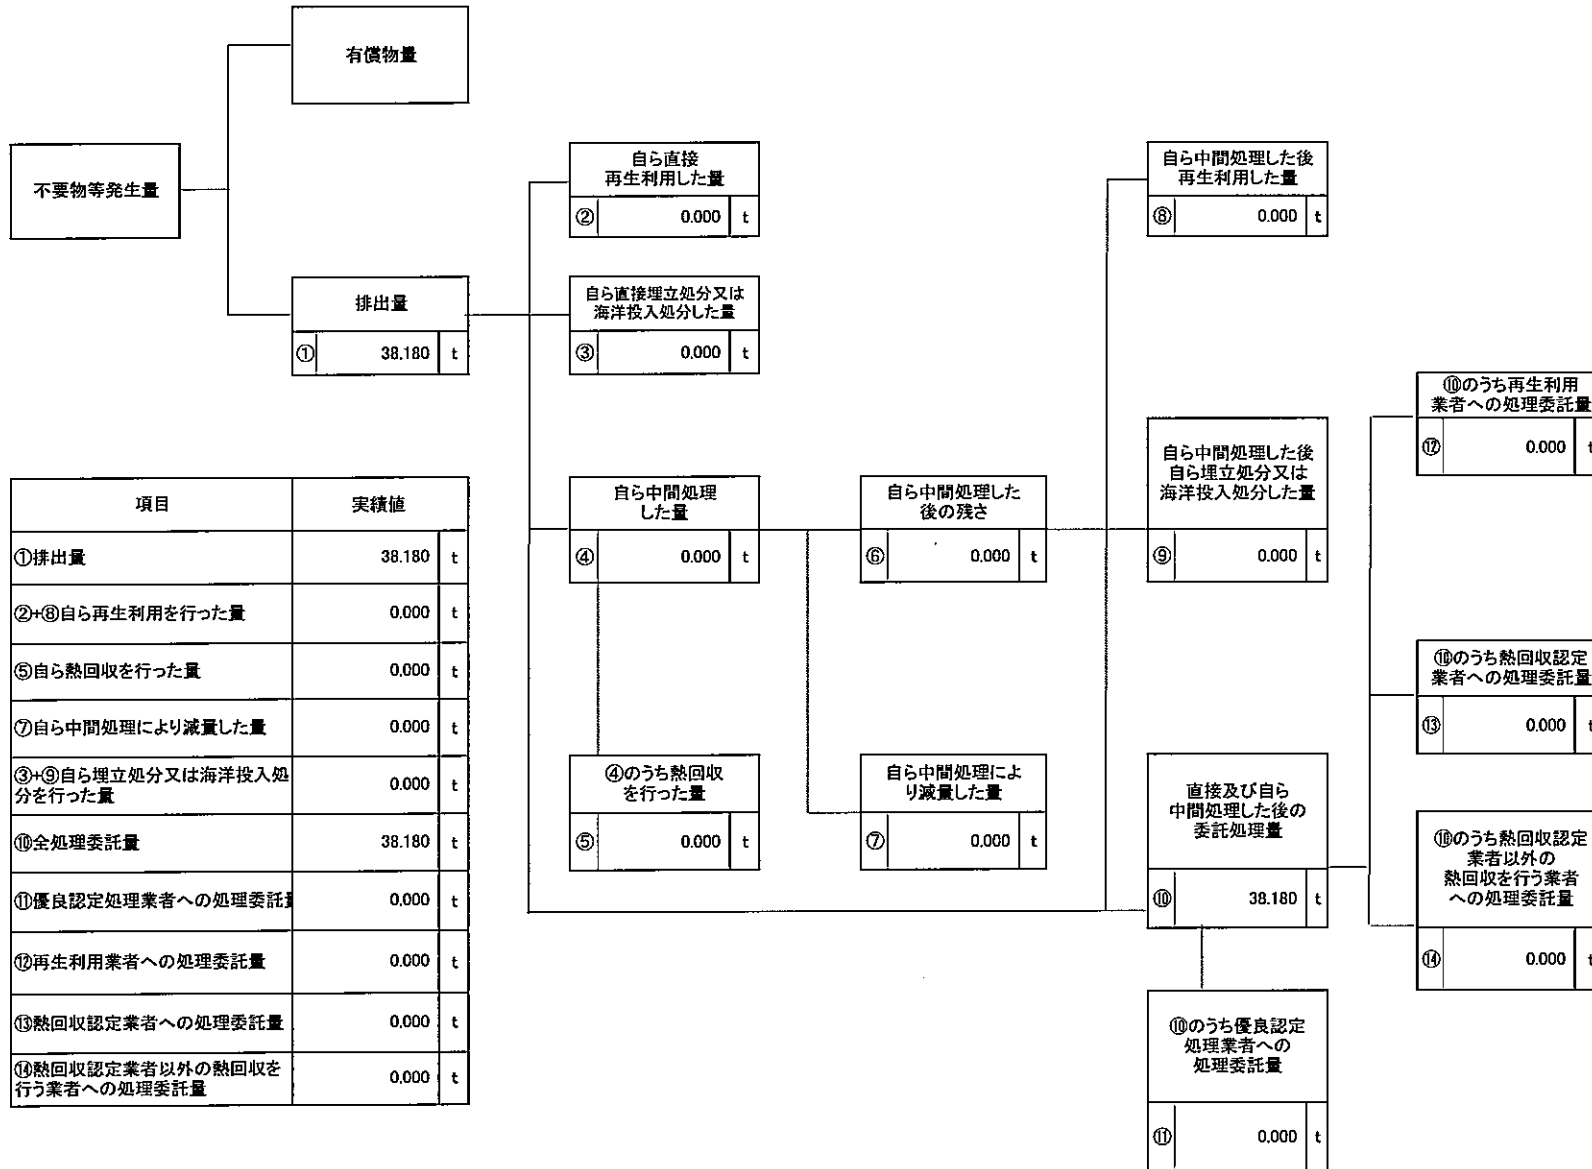 有償物量
不要物等発生量
排出量
① 38.180 t
自ら直接
再生利用した量
② 0.000 t
自ら直接埋立処分又は
海洋投入処分した量
③ 0.000 t
自ら中間処理
した量
④ 0.000 t
④のうち熱回収
を行った量
⑤ 0.000 t
自ら中間処理した
後の残さ
⑥ 0.000 t
自ら中間処理によ
り減量した量
⑦ 0.000 t
自ら中間処理した後
再生利用した量
⑧ 0.000 t
自ら中間処理した後
自ら埋立処分又は
海洋投入処分した量
⑨ 0.000 t
直接及び自ら
中間処理した後の
委託処理量
⑩ 38.180 t
⑩のうち優良認定
処理業者への
処理委託量
⑪ 0.000 t
⑩のうち再生利用
業者への処理委託量
⑫ 0.000 t
⑩のうち熱回収認定
業者への処理委託量
⑬ 0.000 t
⑩のうち熱回収認定
業者以外の
熱回収を行う業者
への処理委託量
⑭ 0.000 t
項目 実績値
①排出量 38.180 t
②+⑧自ら再生利用を行った量 0.000 t
⑤自ら熱回収を行った量 0.000 t
⑦自ら中間処理により減量した量 0.000 t
③+⑨自ら埋立処分又は海洋投入処
分を行った量 0.000 t
⑩全処理委託量 38.180 t
⑪優良認定処理業者への処理委託量 0.000 t
⑫再生利用業者への処理委託量 0.000 t
⑬熱回収認定業者への処理委託量 0.000 t
⑭熱回収認定業者以外の熱回収を
行う業者への処理委託量 0.000 t